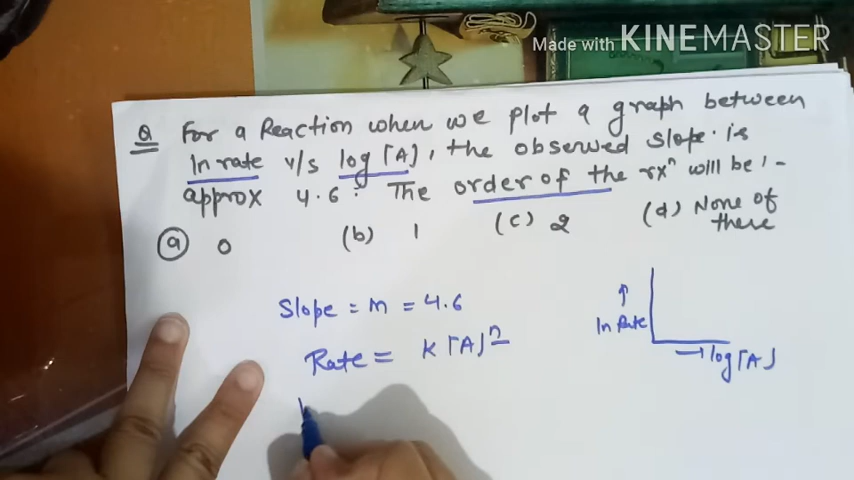 Made with KINEMASTER
Q For a Reaction when we plot a graph between
ln rate v/s log [A], the observed slope is
approx 4.6. The order of the rxⁿ will be :-
(a) 0 (b) 1 (c) 2 (d) None of
these
Slope = m = 4.6
Rate = K [A]ⁿ
↑
ln Rate
→ log [A]